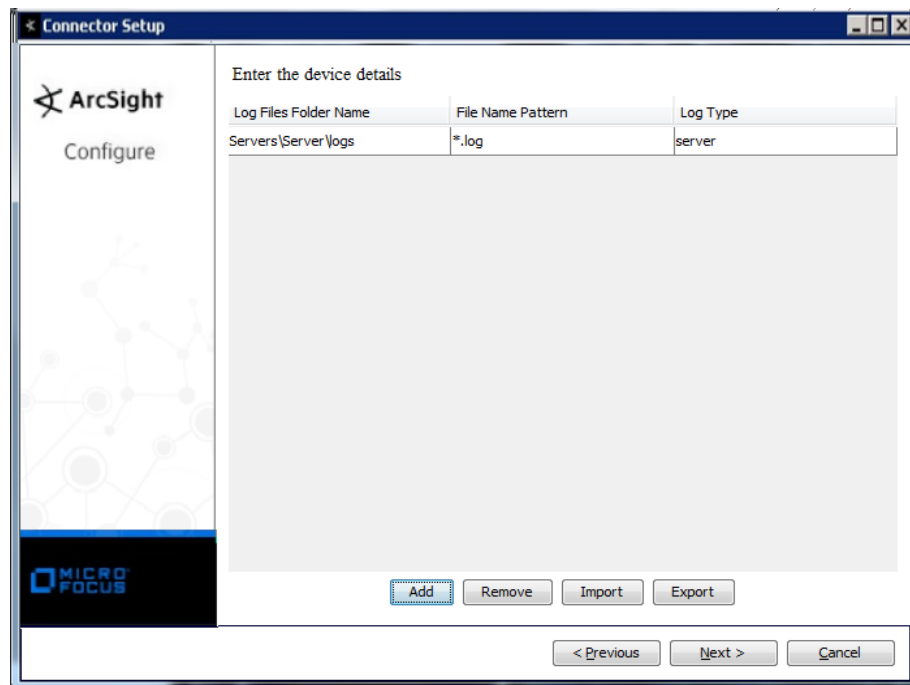 Connector Setup
ArcSight
Configure
Enter the device details
Log Files Folder Name File Name Pattern Log Type
Servers\Server\logs *.log server
MICRO
FOCUS
Add Remove Import Export
< Previous Next > Cancel